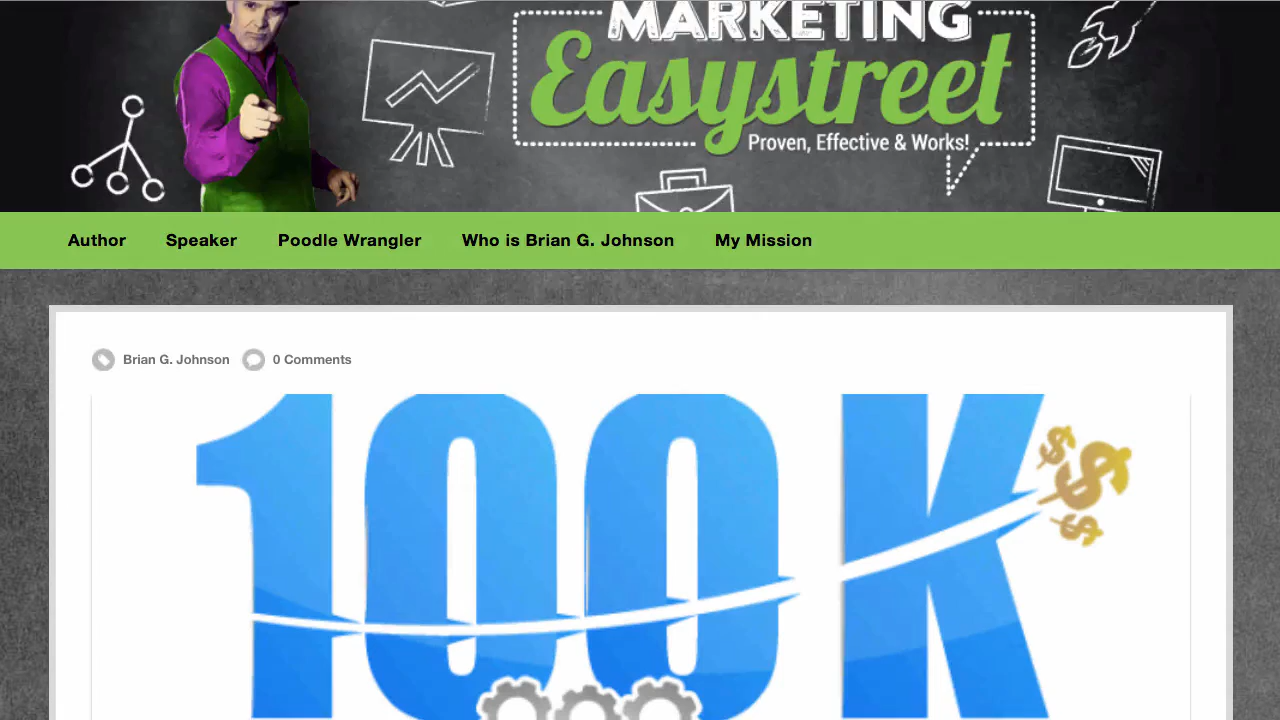 MARKETING
Easystreet
Proven, Effective & Works!
Author Speaker Poodle Wrangler Who is Brian G. Johnson My Mission
Brian G. Johnson 0 Comments
100K
$ $ $